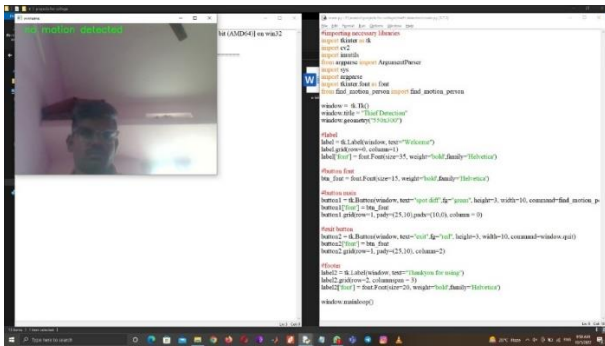 no motion detected
bit (AMD64)] on win32
File Edit Format Run Options Window Help
#importing necessary libraries
import tkinter as tk
import cv2
import imutils
from argparse import ArgumentParser
import sys
import argparse
import tkinter.font as font
from find_motion_person import find_motion_person
window = tk.Tk()
window.title = "Thief Detection"
window.geometry("550x300")
#label
label = tk.Label(window, text="Welcome")
label.grid(row=0, column=1)
label['font'] = font.Font(size=35, weight='bold',family='Helvetica')
#button font
btn_font = font.Font(size=15, weight='bold',family='Helvetica')
button1 = tk.Button(window, text="spot diff",fg="green", height=3, width=10, command=find_motion_p
button1['font'] = btn_font
button1.grid(row=1, pady=(25,10),padx=(10,0), column = 0)
#exit button
button2 = tk.Button(window, text="exit",fg="red", height=3, width=10, command=window.quit()
button2['font'] = btn_font
button2.grid(row=1, pady=(25,10), column=2)
#footer
label2 = tk.Label(window, text="Thankyou for using")
label2.grid(row=2, columnspan = 3)
label2['font'] = font.Font(size=20, weight='bold',family='Helvetica')
window.mainloop()
Type here to search